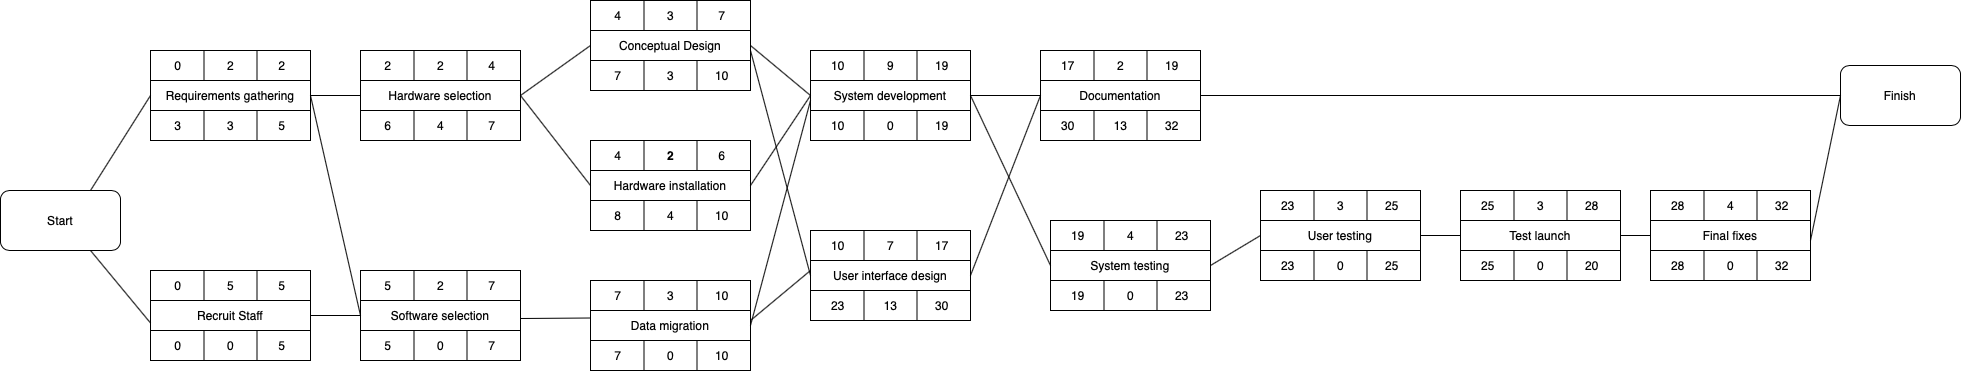 Start
0 2 2
Requirements gathering
3 3 5
0 5 5
Recruit Staff
0 0 5
2 2 4
Hardware selection
6 4 7
5 2 7
Software selection
5 0 7
4 3 7
Conceptual Design
7 3 10
4 2 6
Hardware installation
8 4 10
7 3 10
Data migration
7 0 10
10 9 19
System development
10 0 19
10 7 17
User interface design
23 13 30
17 2 19
Documentation
30 13 32
19 4 23
System testing
19 0 23
23 3 25
User testing
23 0 25
25 3 28
Test launch
25 0 20
28 4 32
Final fixes
28 0 32
Finish